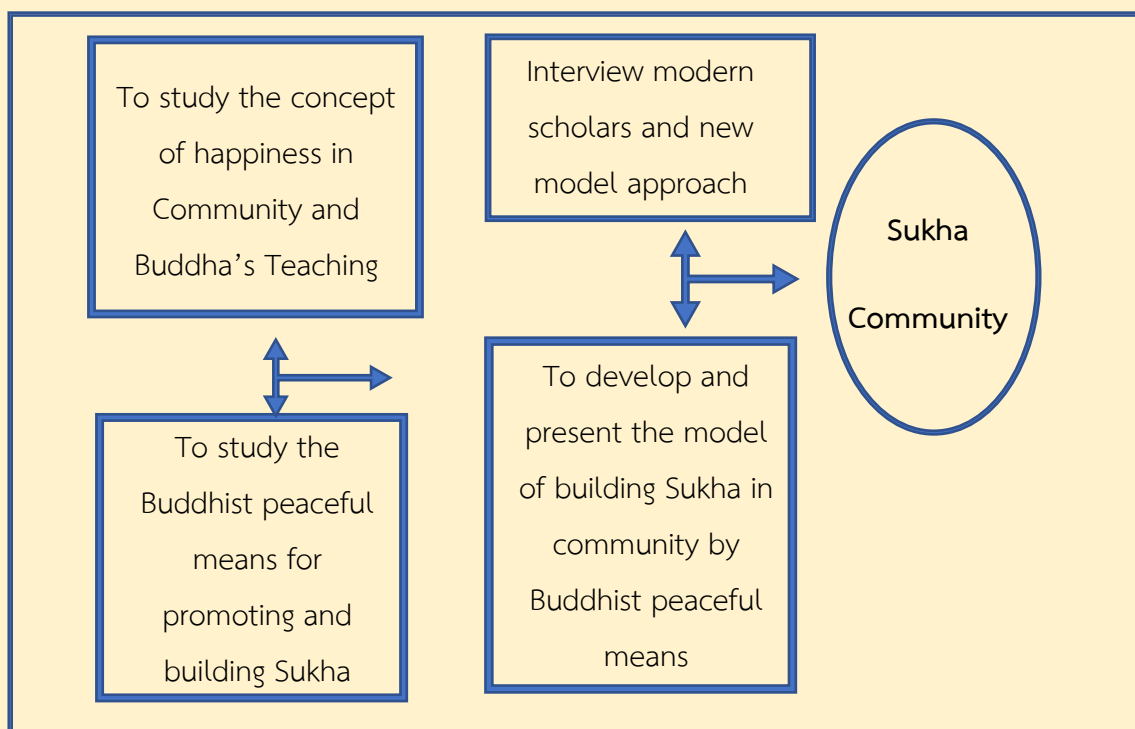 To study the concept
of happiness in
Community and
Buddha’s Teaching
To study the
Buddhist peaceful
means for
promoting and
building Sukha
Interview modern
scholars and new
model approach
To develop and
present the model
of building Sukha in
community by
Buddhist peaceful
means
Sukha
Community